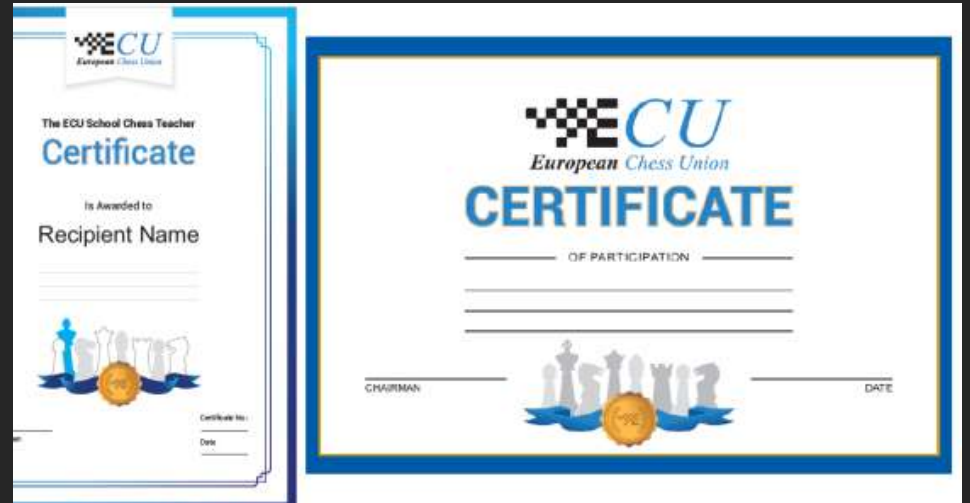 ECU
European Chess Union
The ECU School Chess Teacher
Certificate
Is Awarded to
Recipient Name
Certificate No.:
Date
ECU
European Chess Union
CERTIFICATE
OF PARTICIPATION
CHAIRMAN
DATE